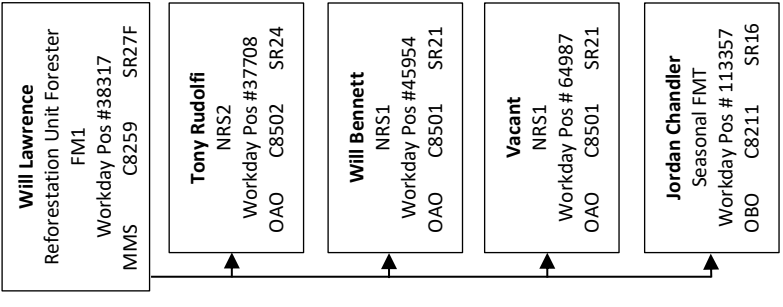 Will Lawrence
Reforestation Unit Forester
FM1
Workday Pos #38317
MMS C8259 SR27F
Tony Rudolfi
NRS2
Workday Pos #37708
OAO C8502 SR24
Will Bennett
NRS1
Workday Pos #45954
OAO C8501 SR21
Vacant
NRS1
Workday Pos # 64987
OAO C8501 SR21
Jordan Chandler
Seasonal FMT
Workday Pos # 113357
OBO C8211 SR16